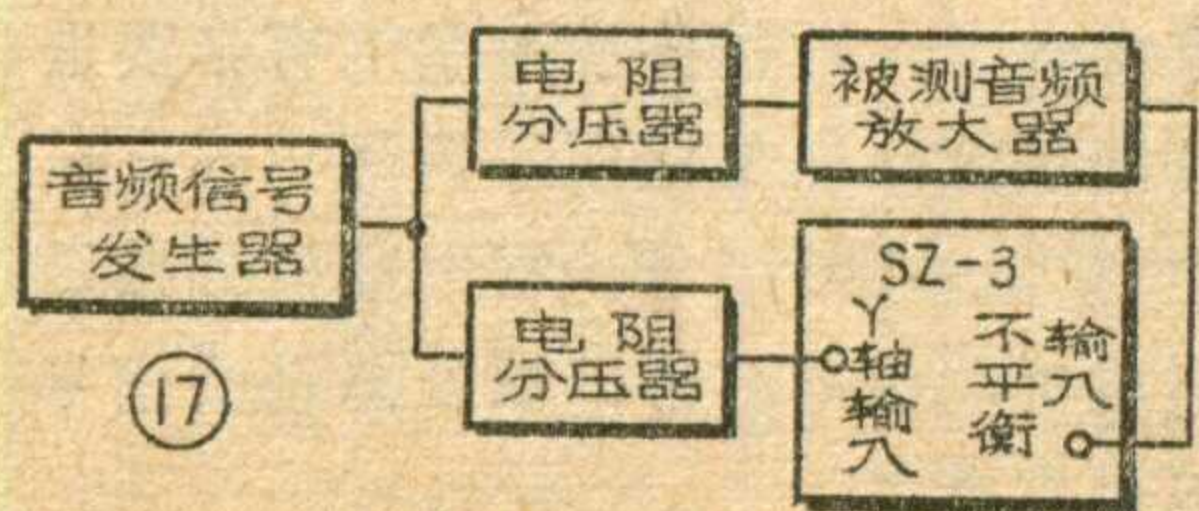 音频信号
发生器
⑰
电阻
分压器
被测音频
放大器
电阻
分压器
SZ-3
Y轴输入
不平衡
输入